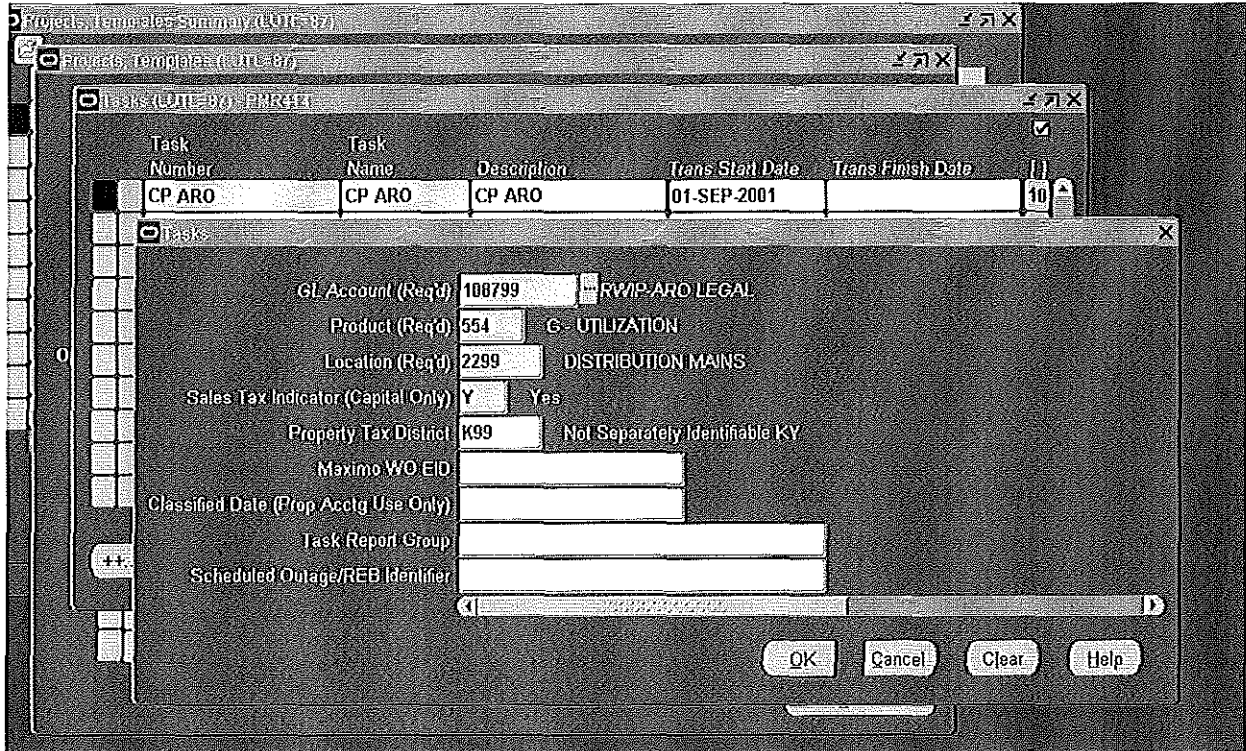 Projects, Templates Summary (LUTE-87)
Projects, Templates (LUTE-87)
Tasks (LUTE-87) - PMR414
Task Number
Task Name
Description
Trans Start Date
Trans Finish Date
[ ]
CP ARO
CP ARO
CP ARO
01-SEP-2001
10
Tasks
GL Account (Req'd) 108799 ... RWIP-ARO LEGAL
Product (Req'd) 554 G - UTILIZATION
Location (Req'd) 2299 DISTRIBUTION MAINS
Sales Tax Indicator (Capital Only) Y Yes
Property Tax District K99 Not Separately Identifiable KY
Maximo WO EID
Classified Date (Prop Acctg Use Only)
Task Report Group
Scheduled Outage/REB Identifier
OK Cancel Clear Help